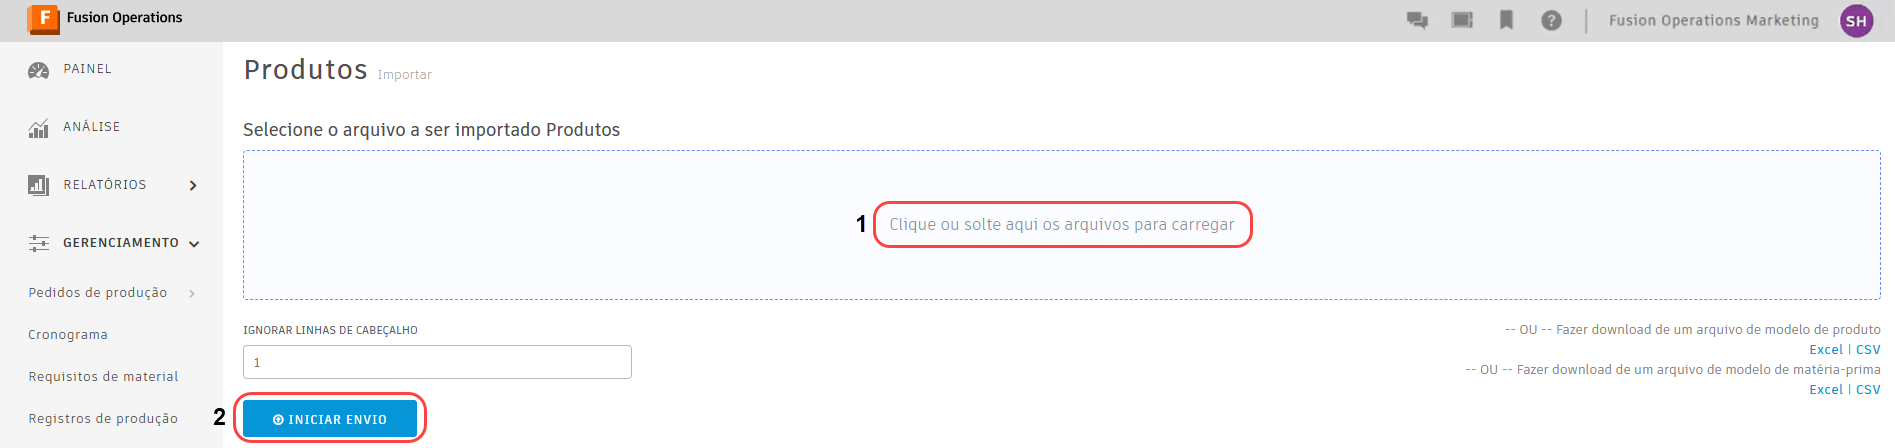 F Fusion Operations
Fusion Operations Marketing SH
PAINEL
ANÁLISE
RELATÓRIOS
GERENCIAMENTO
Pedidos de produção
Cronograma
Requisitos de material
Registros de produção
Produtos Importar
Selecione o arquivo a ser importado Produtos
1 Clique ou solte aqui os arquivos para carregar
IGNORAR LINHAS DE CABEÇALHO
1
2 INICIAR ENVIO
-- OU -- Fazer download de um arquivo de modelo de produto
Excel | CSV
-- OU -- Fazer download de um arquivo de modelo de matéria-prima
Excel | CSV